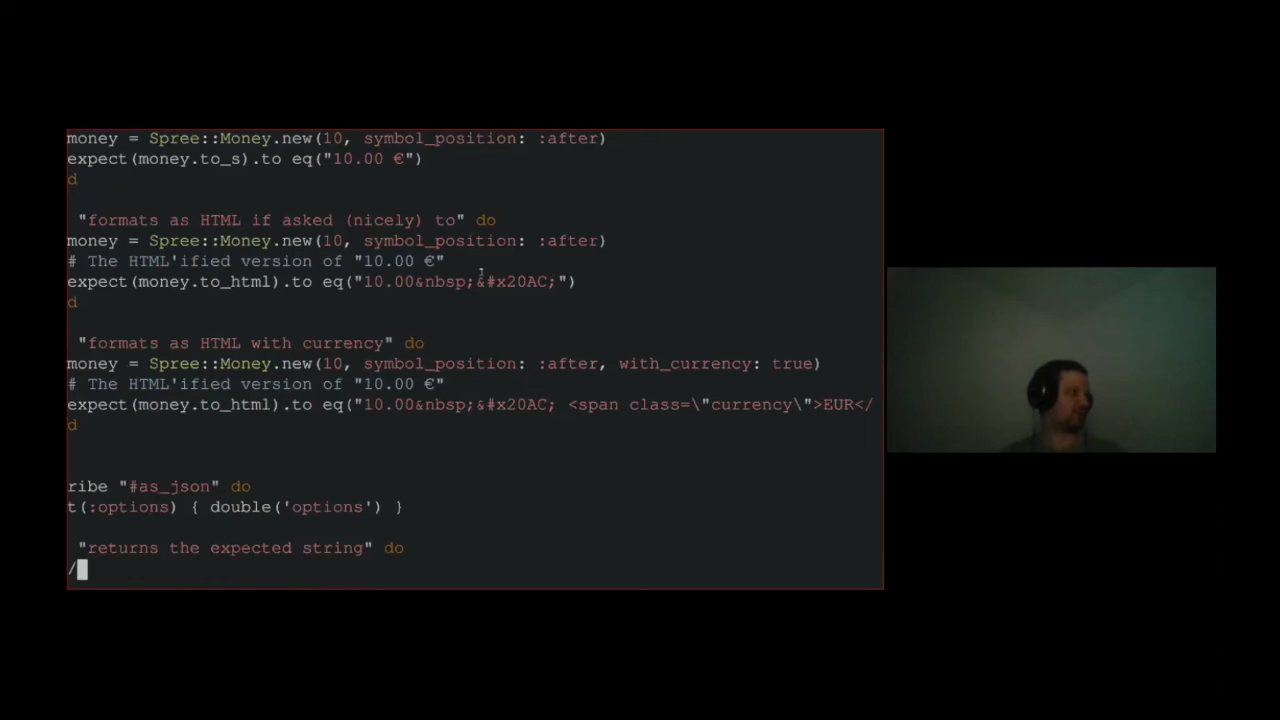 money = Spree::Money.new(10, symbol_position: :after)
expect(money.to_s).to eq("10.00 €")
d
"formats as HTML if asked (nicely) to" do
money = Spree::Money.new(10, symbol_position: :after)
# The HTML'ified version of "10.00 €"
expect(money.to_html).to eq("10.00&nbsp;&#x20AC;")
d
"formats as HTML with currency" do
money = Spree::Money.new(10, symbol_position: :after, with_currency: true)
# The HTML'ified version of "10.00 €"
expect(money.to_html).to eq("10.00&nbsp;&#x20AC; <span class=\"currency\">EUR</
d
ribe "#as_json" do
t(:options) { double('options') }
"returns the expected string" do
/